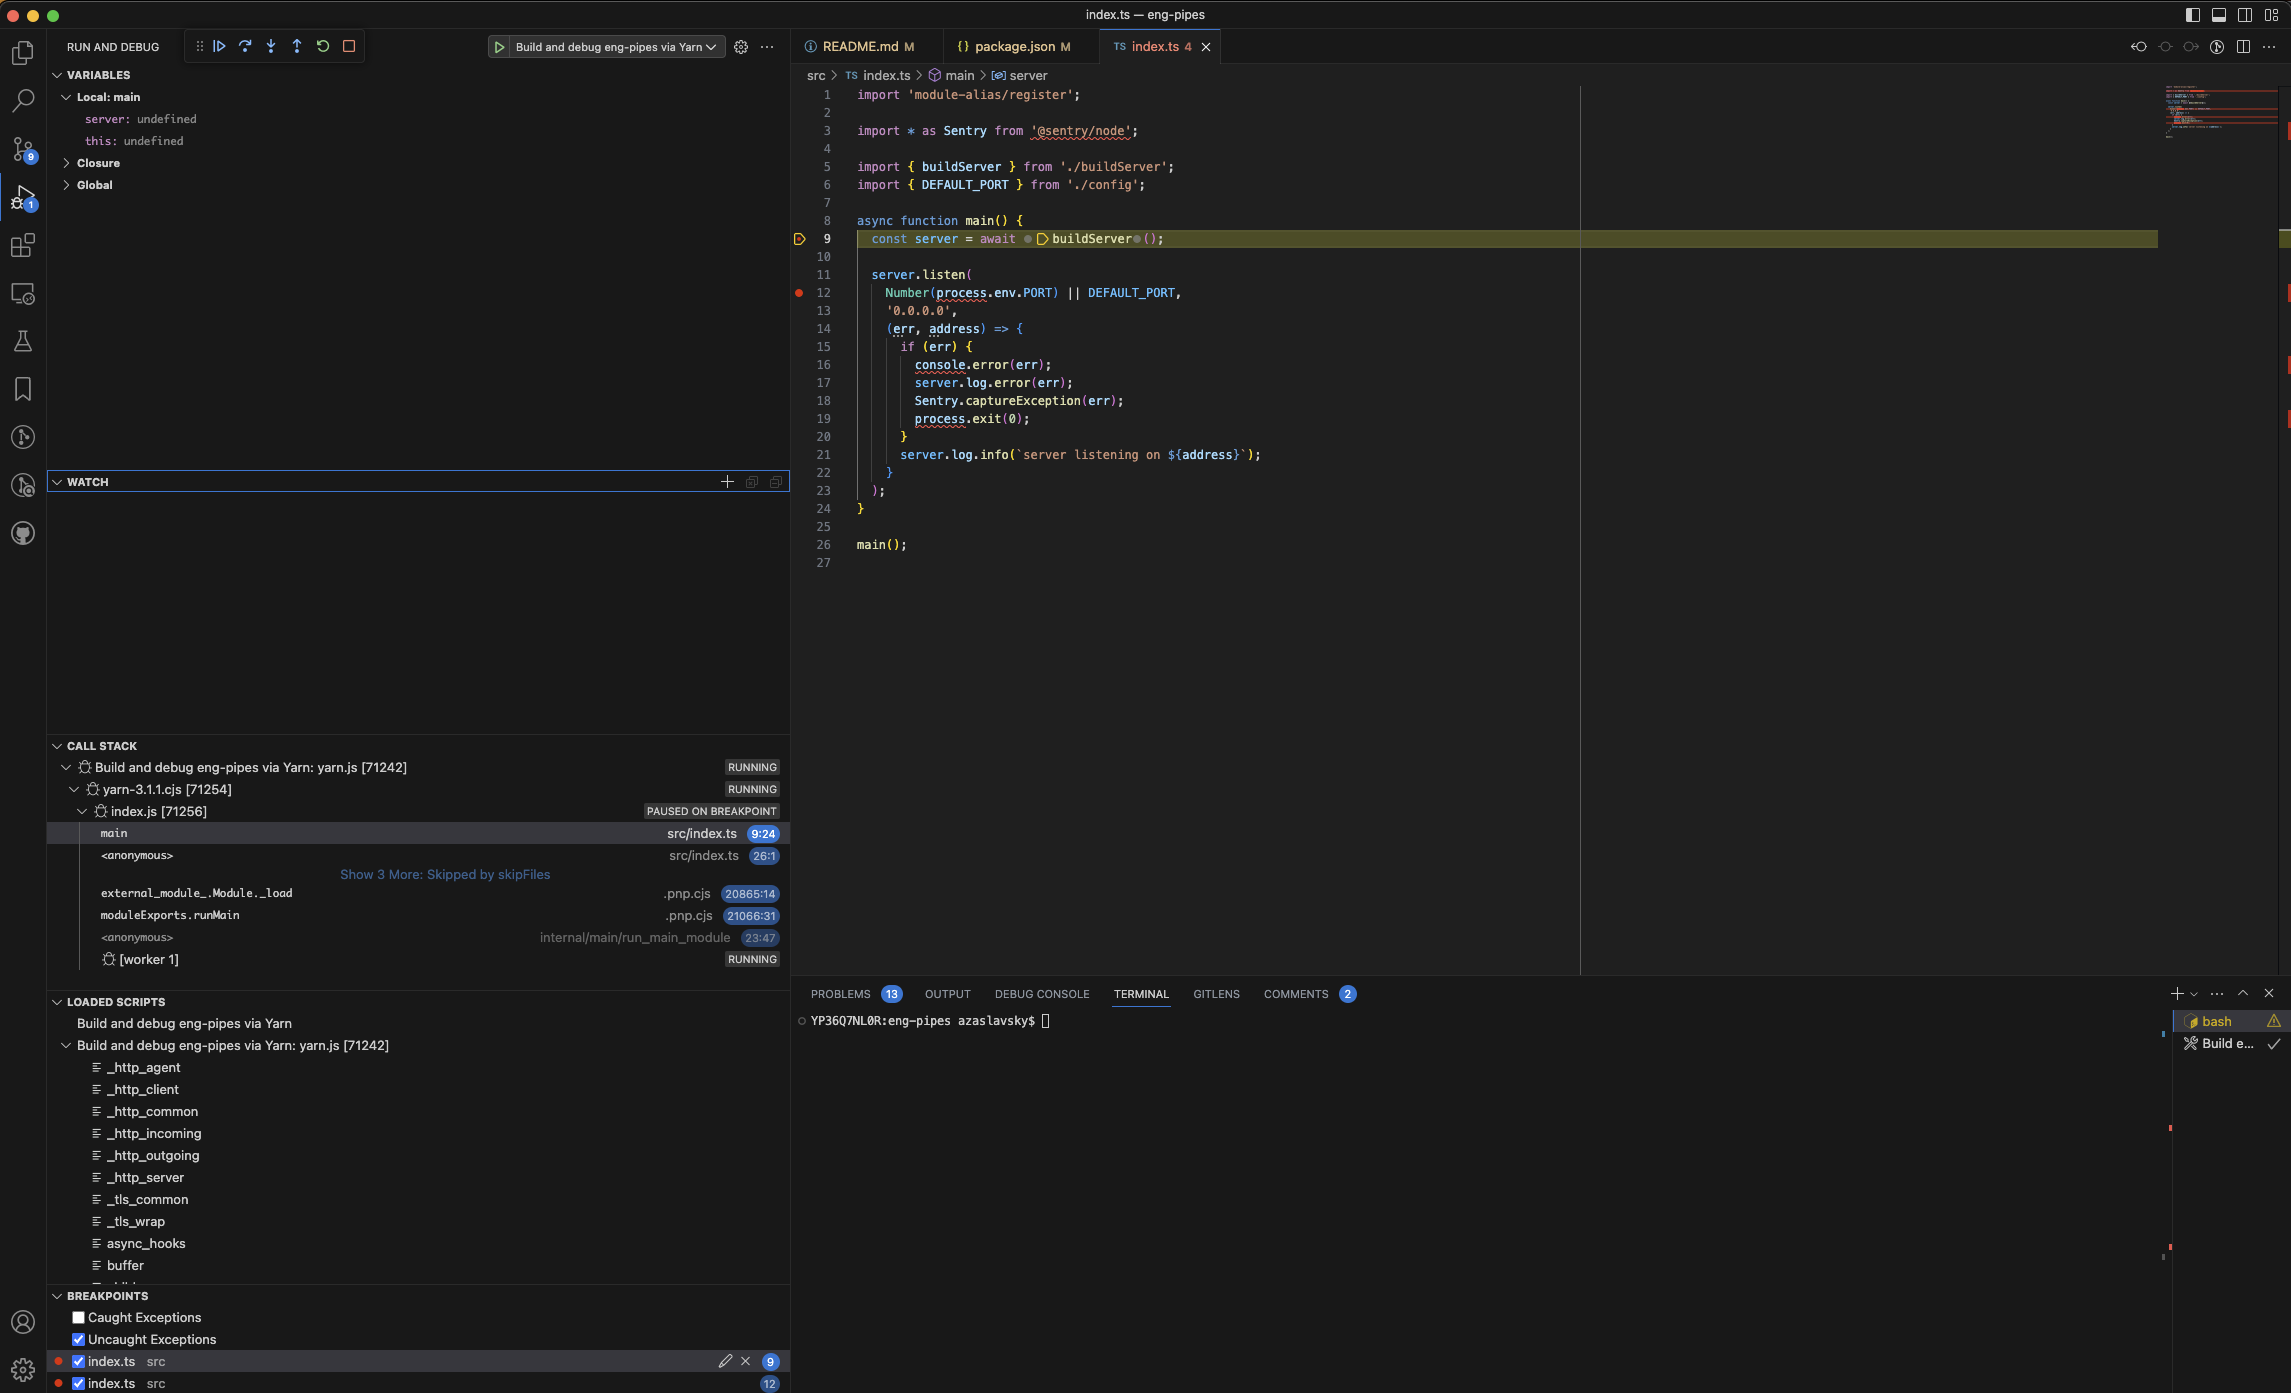 index.ts — eng-pipes
RUN AND DEBUG
Build and debug eng-pipes via Yarn
VARIABLES
Local: main
server: undefined
this: undefined
Closure
Global
9
1
WATCH
CALL STACK
Build and debug eng-pipes via Yarn: yarn.js [71242] RUNNING
yarn-3.1.1.cjs [71254] RUNNING
index.js [71256] PAUSED ON BREAKPOINT
main src/index.ts 9:24
<anonymous> src/index.ts 26:1
Show 3 More: Skipped by skipFiles
external_module_.Module._load .pnp.cjs 20865:14
moduleExports.runMain .pnp.cjs 21066:31
<anonymous> internal/main/run_main_module 23:47
[worker 1] RUNNING
LOADED SCRIPTS
Build and debug eng-pipes via Yarn
Build and debug eng-pipes via Yarn: yarn.js [71242]
_http_agent
_http_client
_http_common
_http_incoming
_http_outgoing
_http_server
_tls_common
_tls_wrap
async_hooks
buffer
BREAKPOINTS
Caught Exceptions
Uncaught Exceptions
index.ts src 9
index.ts src 12
README.md M
{} package.json M
TS index.ts 4
src > TS index.ts > main > server
1 import 'module-alias/register';
2
3 import * as Sentry from '@sentry/node';
4
5 import { buildServer } from './buildServer';
6 import { DEFAULT_PORT } from './config';
7
8 async function main() {
9 const server = await buildServer();
10
11 server.listen(
12 Number(process.env.PORT) || DEFAULT_PORT,
13 '0.0.0.0',
14 (err, address) => {
15 if (err) {
16 console.error(err);
17 server.log.error(err);
18 Sentry.captureException(err);
19 process.exit(0);
20 }
21 server.log.info(`server listening on ${address}`);
22 }
23 );
24 }
25
26 main();
27
PROBLEMS 13 OUTPUT DEBUG CONSOLE TERMINAL GITLENS COMMENTS 2
YP36Q7NL0R:eng-pipes azaslavsky$
bash
Build e...